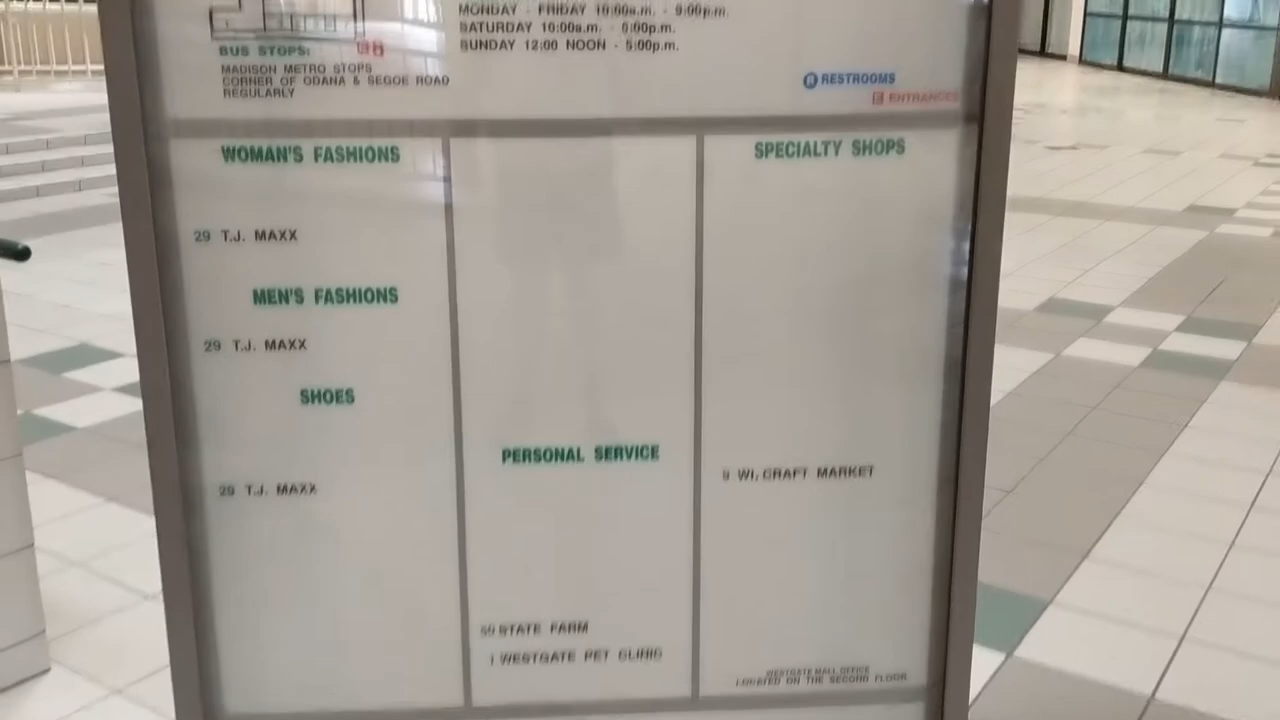 MONDAY - FRIDAY 10:00a.m. - 9:00p.m.
SATURDAY 10:00a.m. - 6:00p.m.
SUNDAY 12:00 NOON - 5:00p.m.
BUS STOPS:
MADISON METRO STOPS
CORNER OF ODANA & SEGOE ROAD
REGULARLY
RESTROOMS
E ENTRANCES
WOMAN'S FASHIONS
29 T.J. MAXX
MEN'S FASHIONS
29 T.J. MAXX
SHOES
29 T.J. MAXX
PERSONAL SERVICE
50 STATE FARM
1 WESTGATE PET CLINIC
SPECIALTY SHOPS
9 WI. CRAFT MARKET
WESTGATE MALL OFFICE
LOCATED ON THE SECOND FLOOR